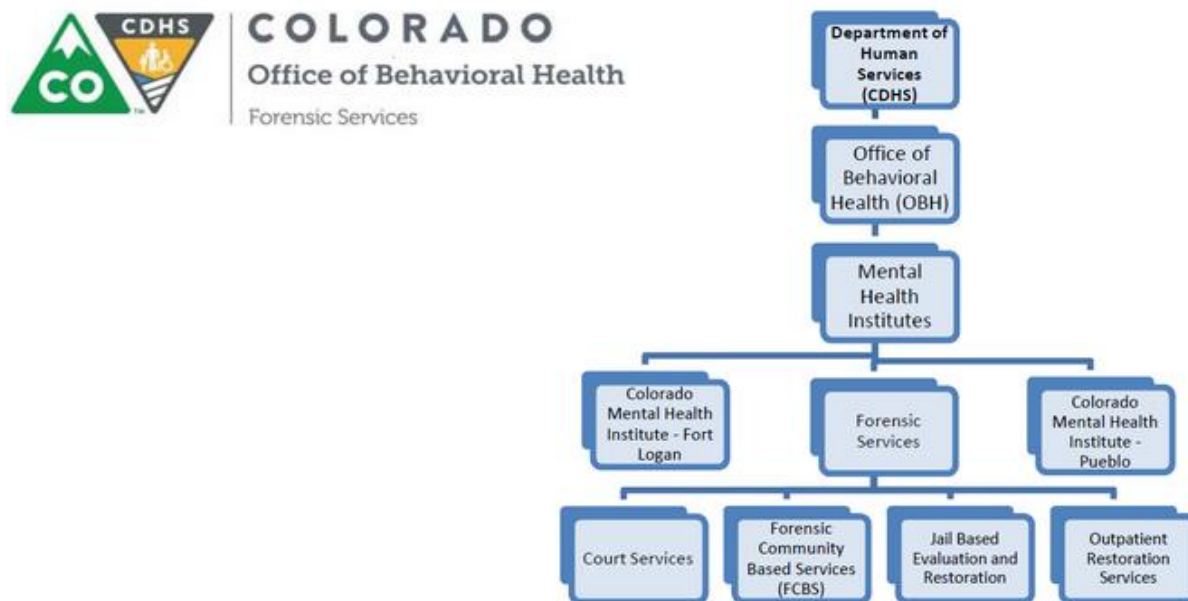 CDHS
CO
TM
COLORADO
Office of Behavioral Health
Forensic Services
Department of
Human
Services
(CDHS)
Office of
Behavioral
Health (OBH)
Mental
Health
Institutes
Colorado
Mental Health
Institute - Fort
Logan
Forensic
Services
Colorado
Mental Health
Institute -
Pueblo
Court Services
Forensic
Community
Based Services
(FCBS)
Jail Based
Evaluation and
Restoration
Outpatient
Restoration
Services